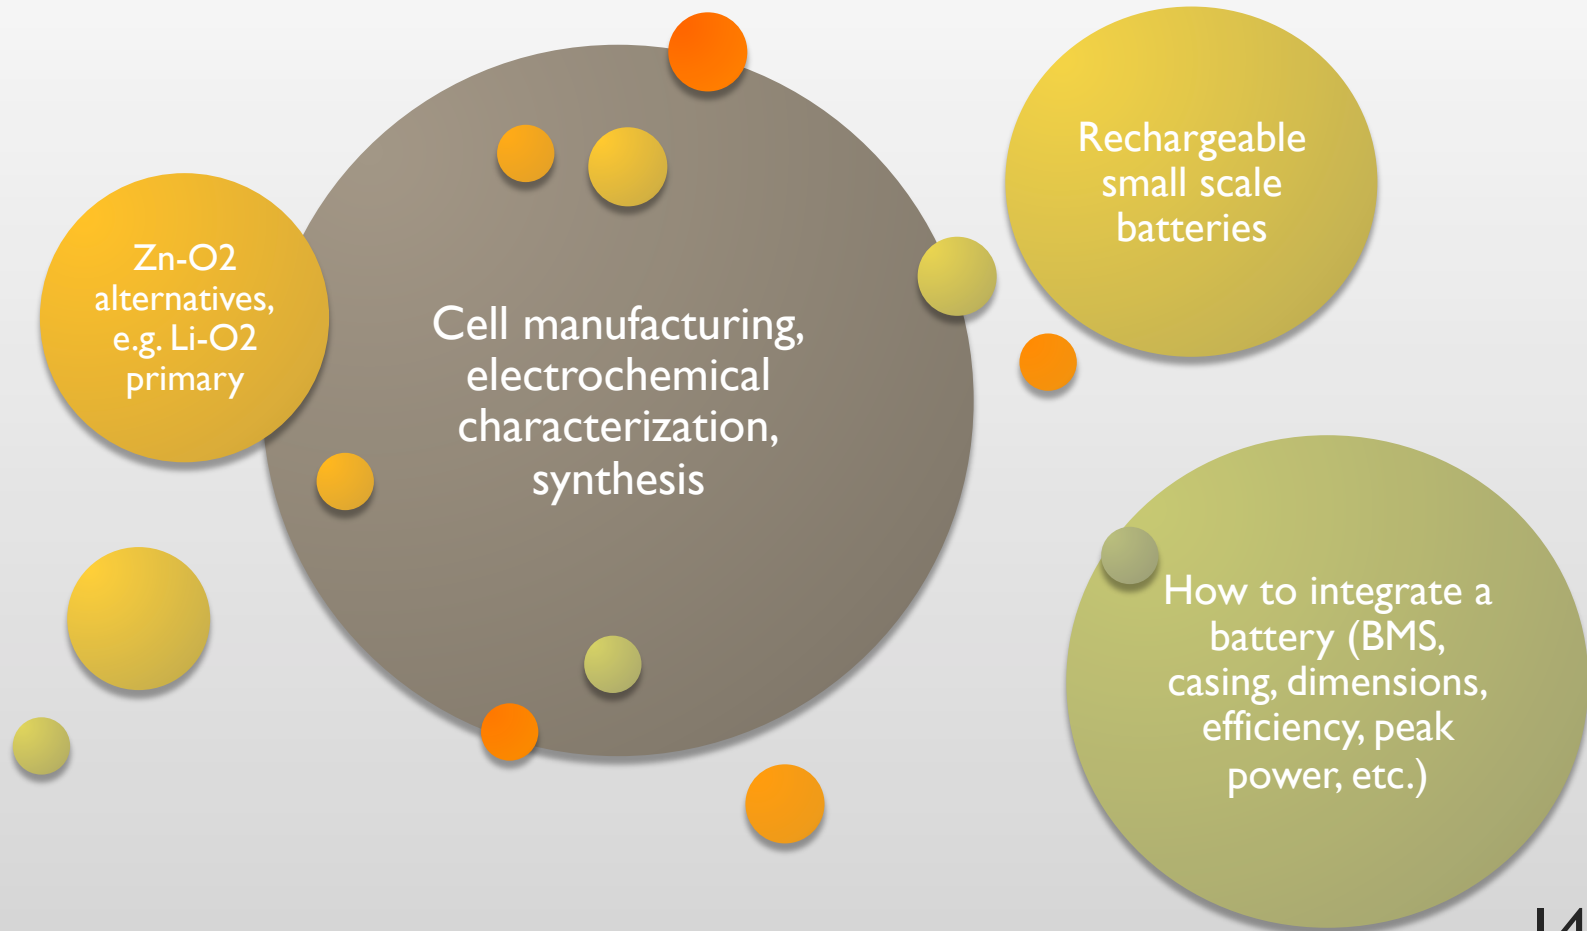 Zn-O2
alternatives,
e.g. Li-O2
primary
Cell manufacturing,
electrochemical
characterization,
synthesis
Rechargeable
small scale
batteries
How to integrate a
battery (BMS,
casing, dimensions,
efficiency, peak
power, etc.)
14